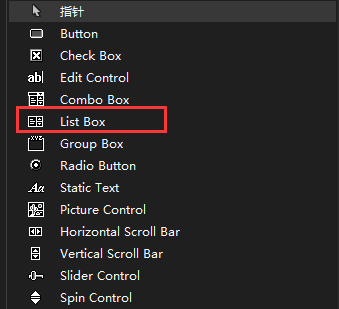 指针
Button
Check Box
ab| Edit Control
Combo Box
List Box
XYZ Group Box
Radio Button
Aa Static Text
Picture Control
Horizontal Scroll Bar
Vertical Scroll Bar
Slider Control
Spin Control